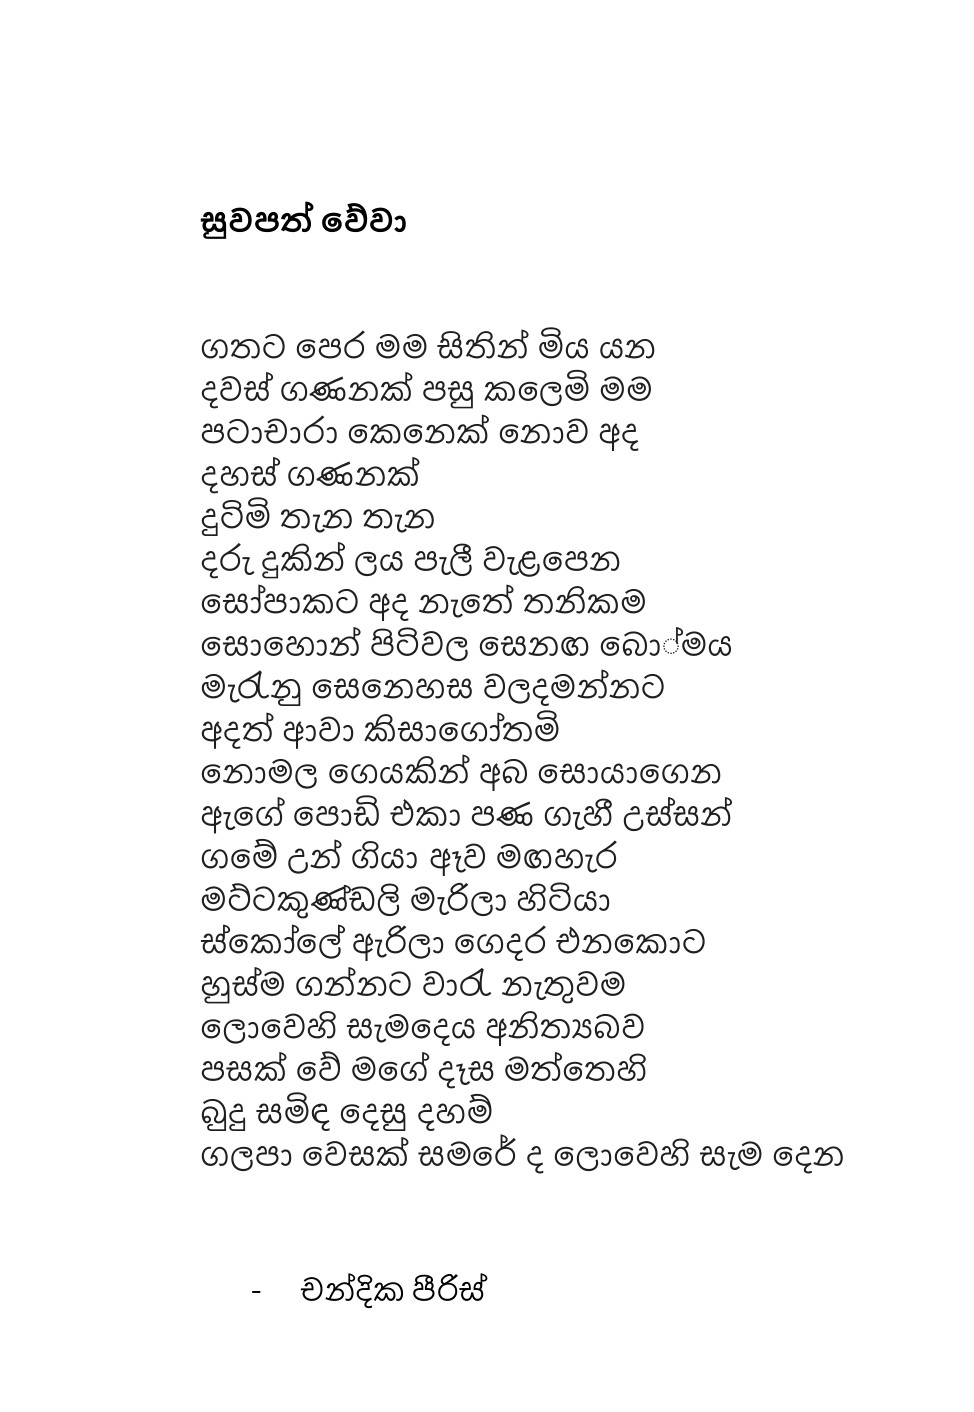 සුවපත් වේවා
ගතට පෙර මම සිතින් මිය යන
දවස් ගණනක් පසු කලෙමි මම
පටාචාරා කෙනෙක් නොව අද
දහස් ගණනක්
දුටිමි තැන තැන
දරු දුකින් ලය පැලී වැළපෙන
සෝපාකට අද නැතේ තනිකම
සොහොන් පිටිවල සෙනඟ බෝමය
මැරැනු සෙනෙහස වලදමන්නට
අදත් ආවා කිසාගෝතමි
නොමල ගෙයකින් අබ සොයාගෙන
ඇගේ පොඩි එකා පණ ගැහී උස්සන්
ගමේ උන් ගියා ඈව මඟහැර
මට්ටකුණ්ඩලි මැරිලා හිටියා
ස්කෝලේ ඇරිලා ගෙදර එනකොට
හුස්ම ගන්නට වාරැ නැතුවම
ලොවෙහි සැමදෙය අනිත්‍යබව
පසක් වේ මගේ දෑස මත්තෙහි
බුදු සමිඳ දෙසු දහම්
ගලපා වෙසක් සමරේ ද ලොවෙහි සැම දෙන
- චන්දික පීරිස්